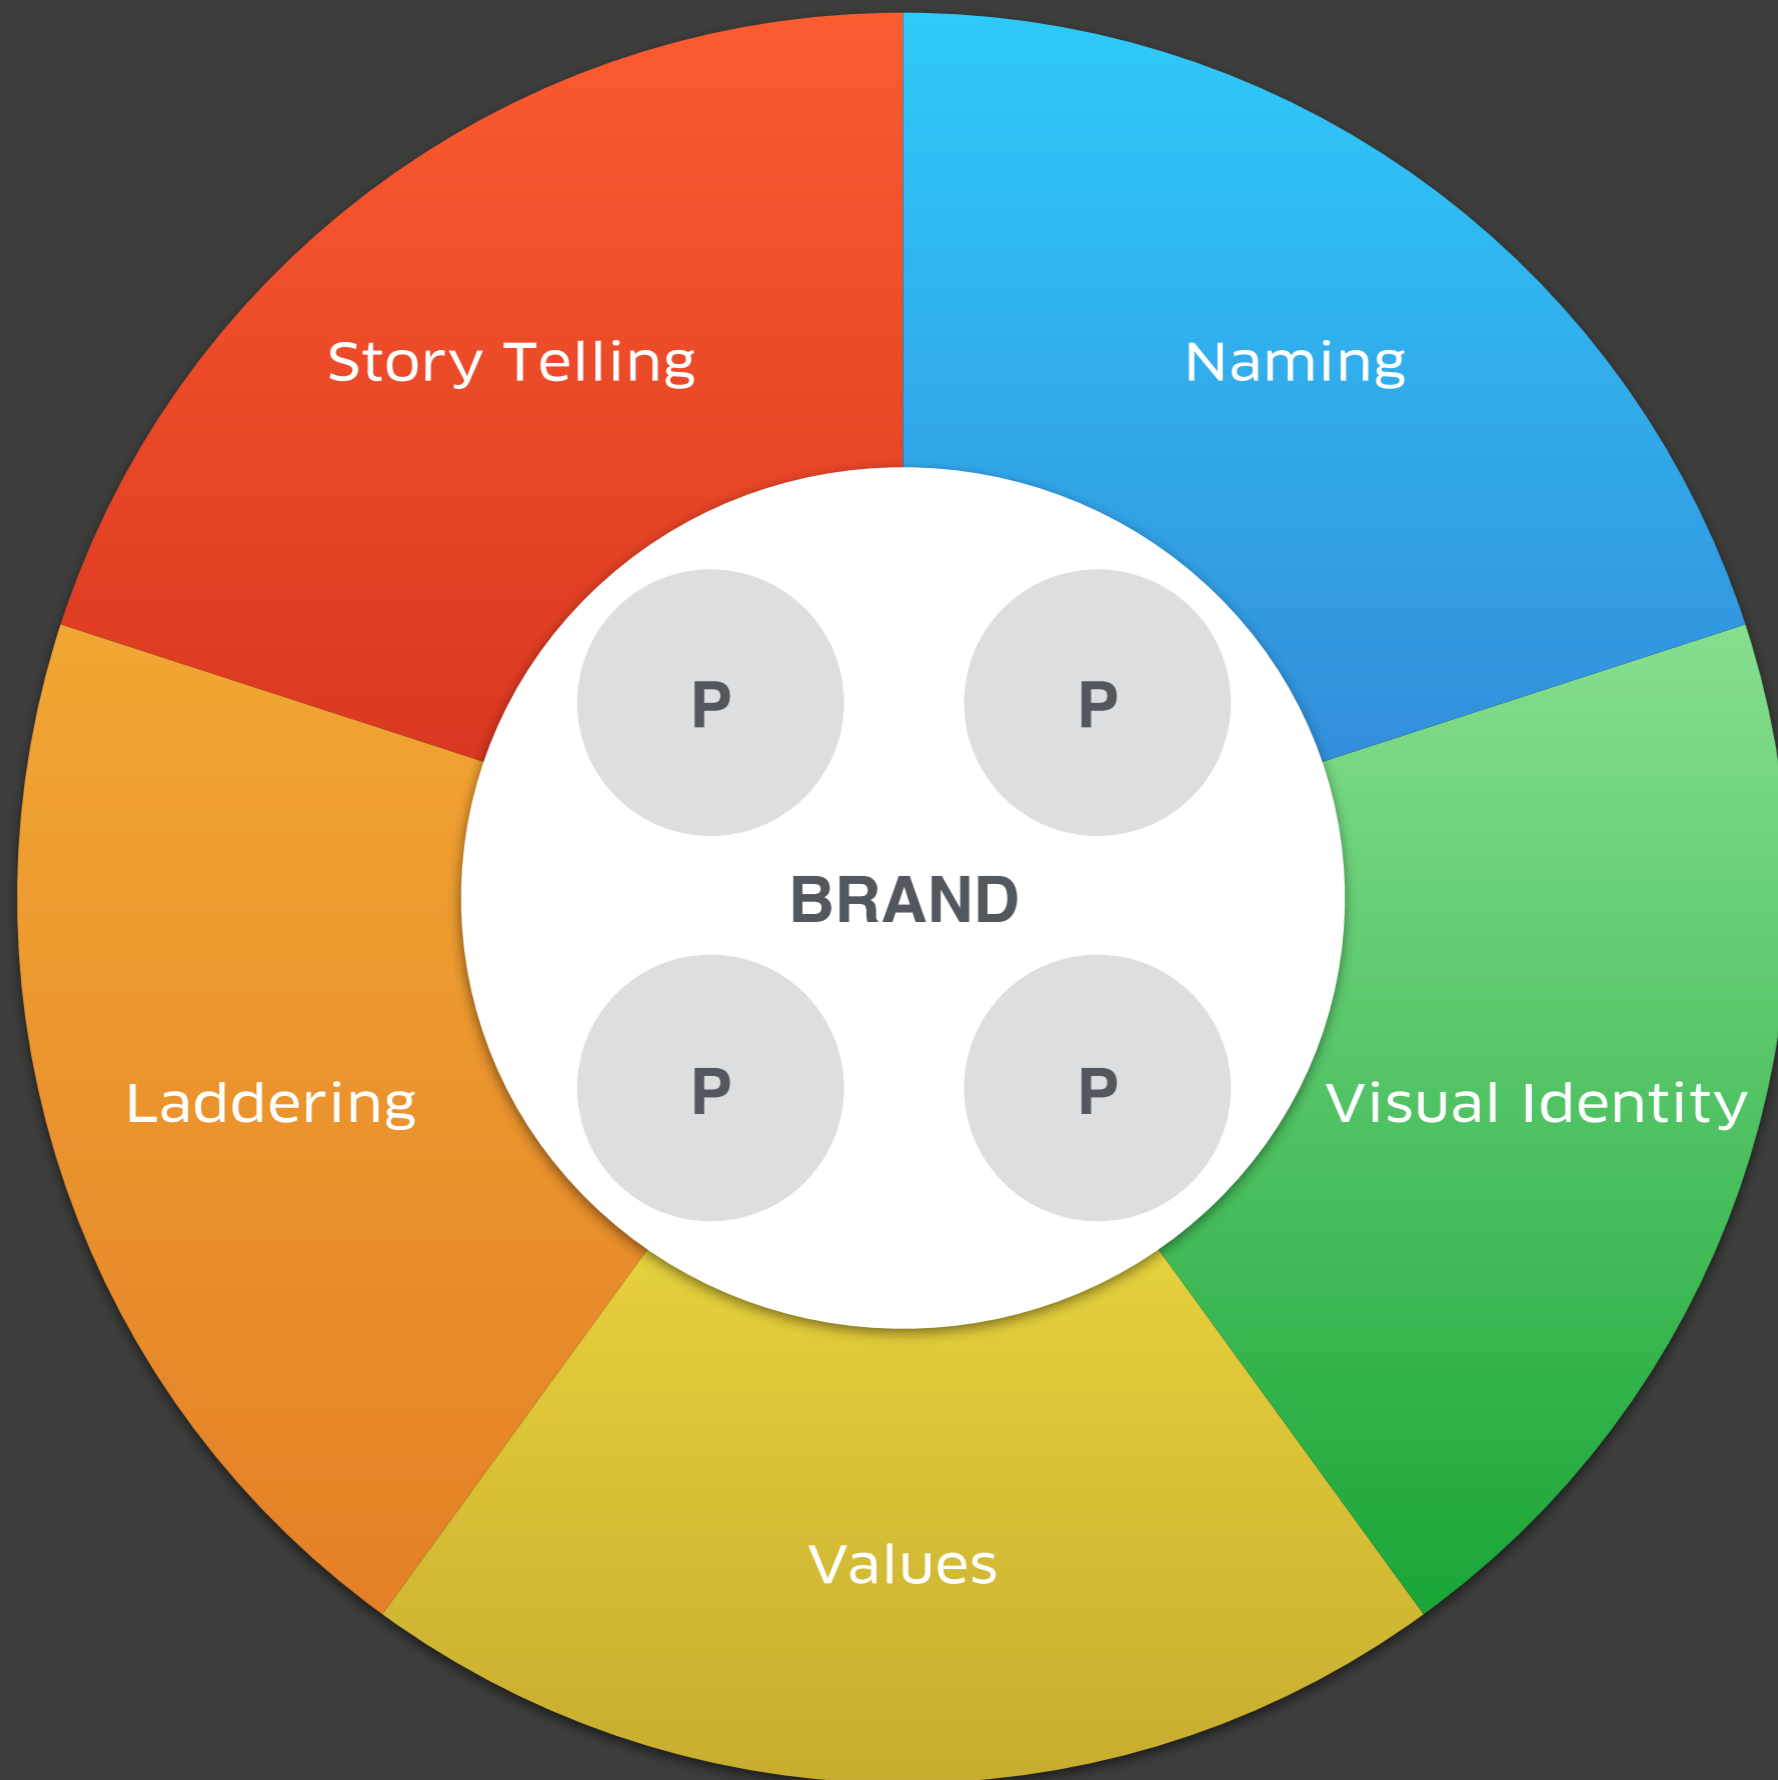 Story Telling
Naming
P
P
BRAND
Laddering
P
P
Visual Identity
Values